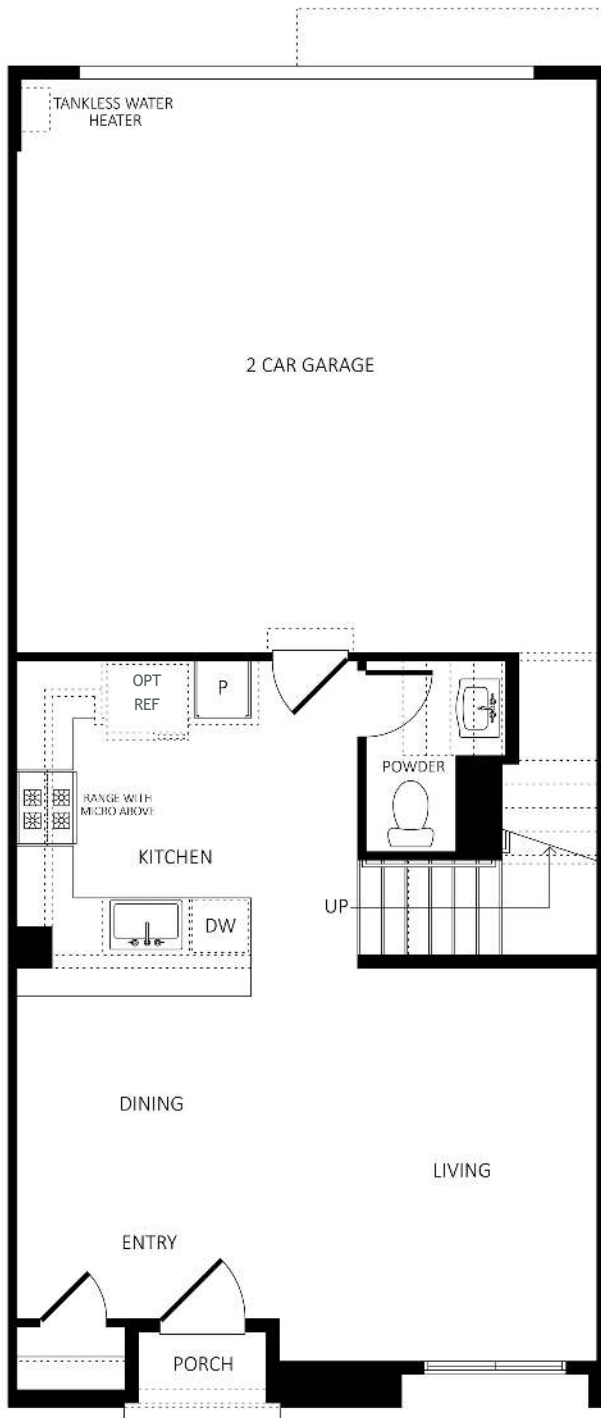 TANKLESS WATER
HEATER
2 CAR GARAGE
OPT
REF
P
POWDER
RANGE WITH
MICRO ABOVE
KITCHEN
UP
DW
DINING
LIVING
ENTRY
PORCH